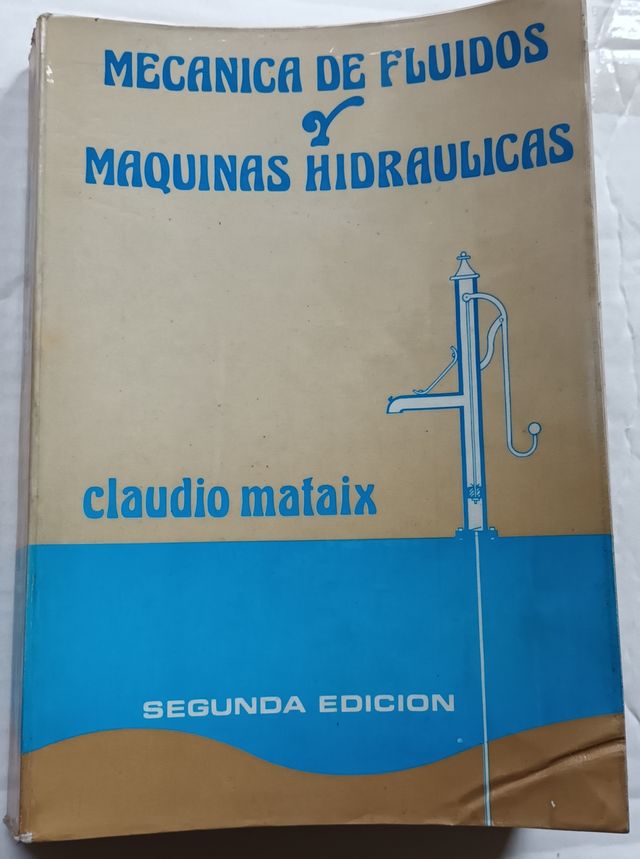 MECANICA DE FLUIDOS
Y
MAQUINAS HIDRAULICAS
claudio mataix
SEGUNDA EDICION